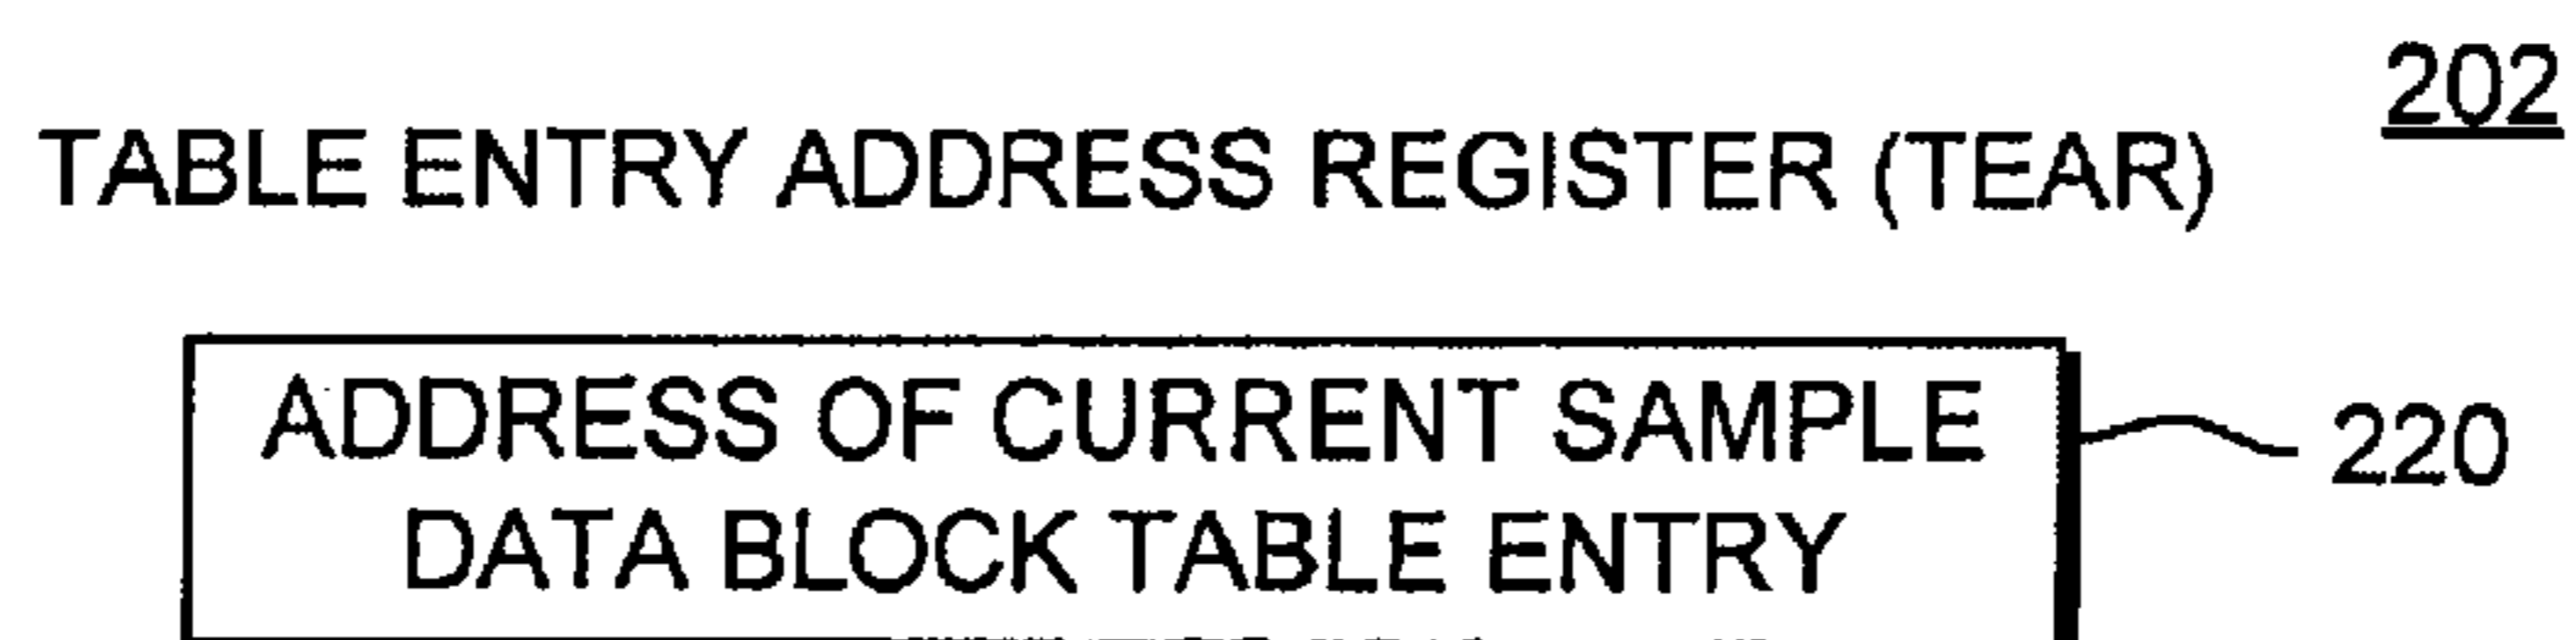 202
TABLE ENTRY ADDRESS REGISTER (TEAR)
ADDRESS OF CURRENT SAMPLE
DATA BLOCK TABLE ENTRY
220